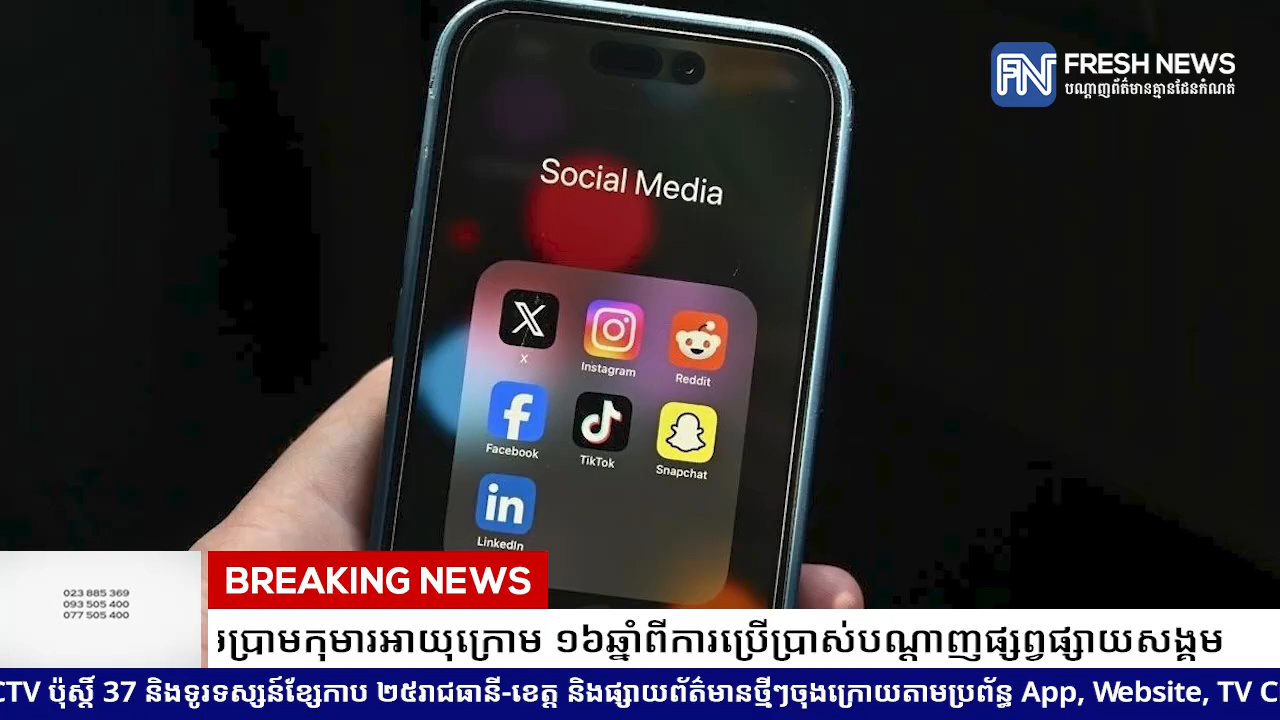 FRESH NEWS
បណ្ដាញព័ត៌មានគ្មានដែនកំណត់
Social Media
X
Instagram
Reddit
Facebook
TikTok
Snapchat
LinkedIn
023 885 369
093 505 400
077 505 400
BREAKING NEWS
ប្រាមកុមារអាយុក្រោម ១៦ឆ្នាំពីការប្រើប្រាស់បណ្ដាញផ្សព្វផ្សាយសង្គម
CTV ប៉ុស្តិ៍ 37 និងទូរទស្សន៍ខ្សែកាប ២៥រាជធានី-ខេត្ត និងផ្សាយព័ត៌មានថ្មីៗចុងក្រោយតាមប្រព័ន្ធ App, Website, TV C